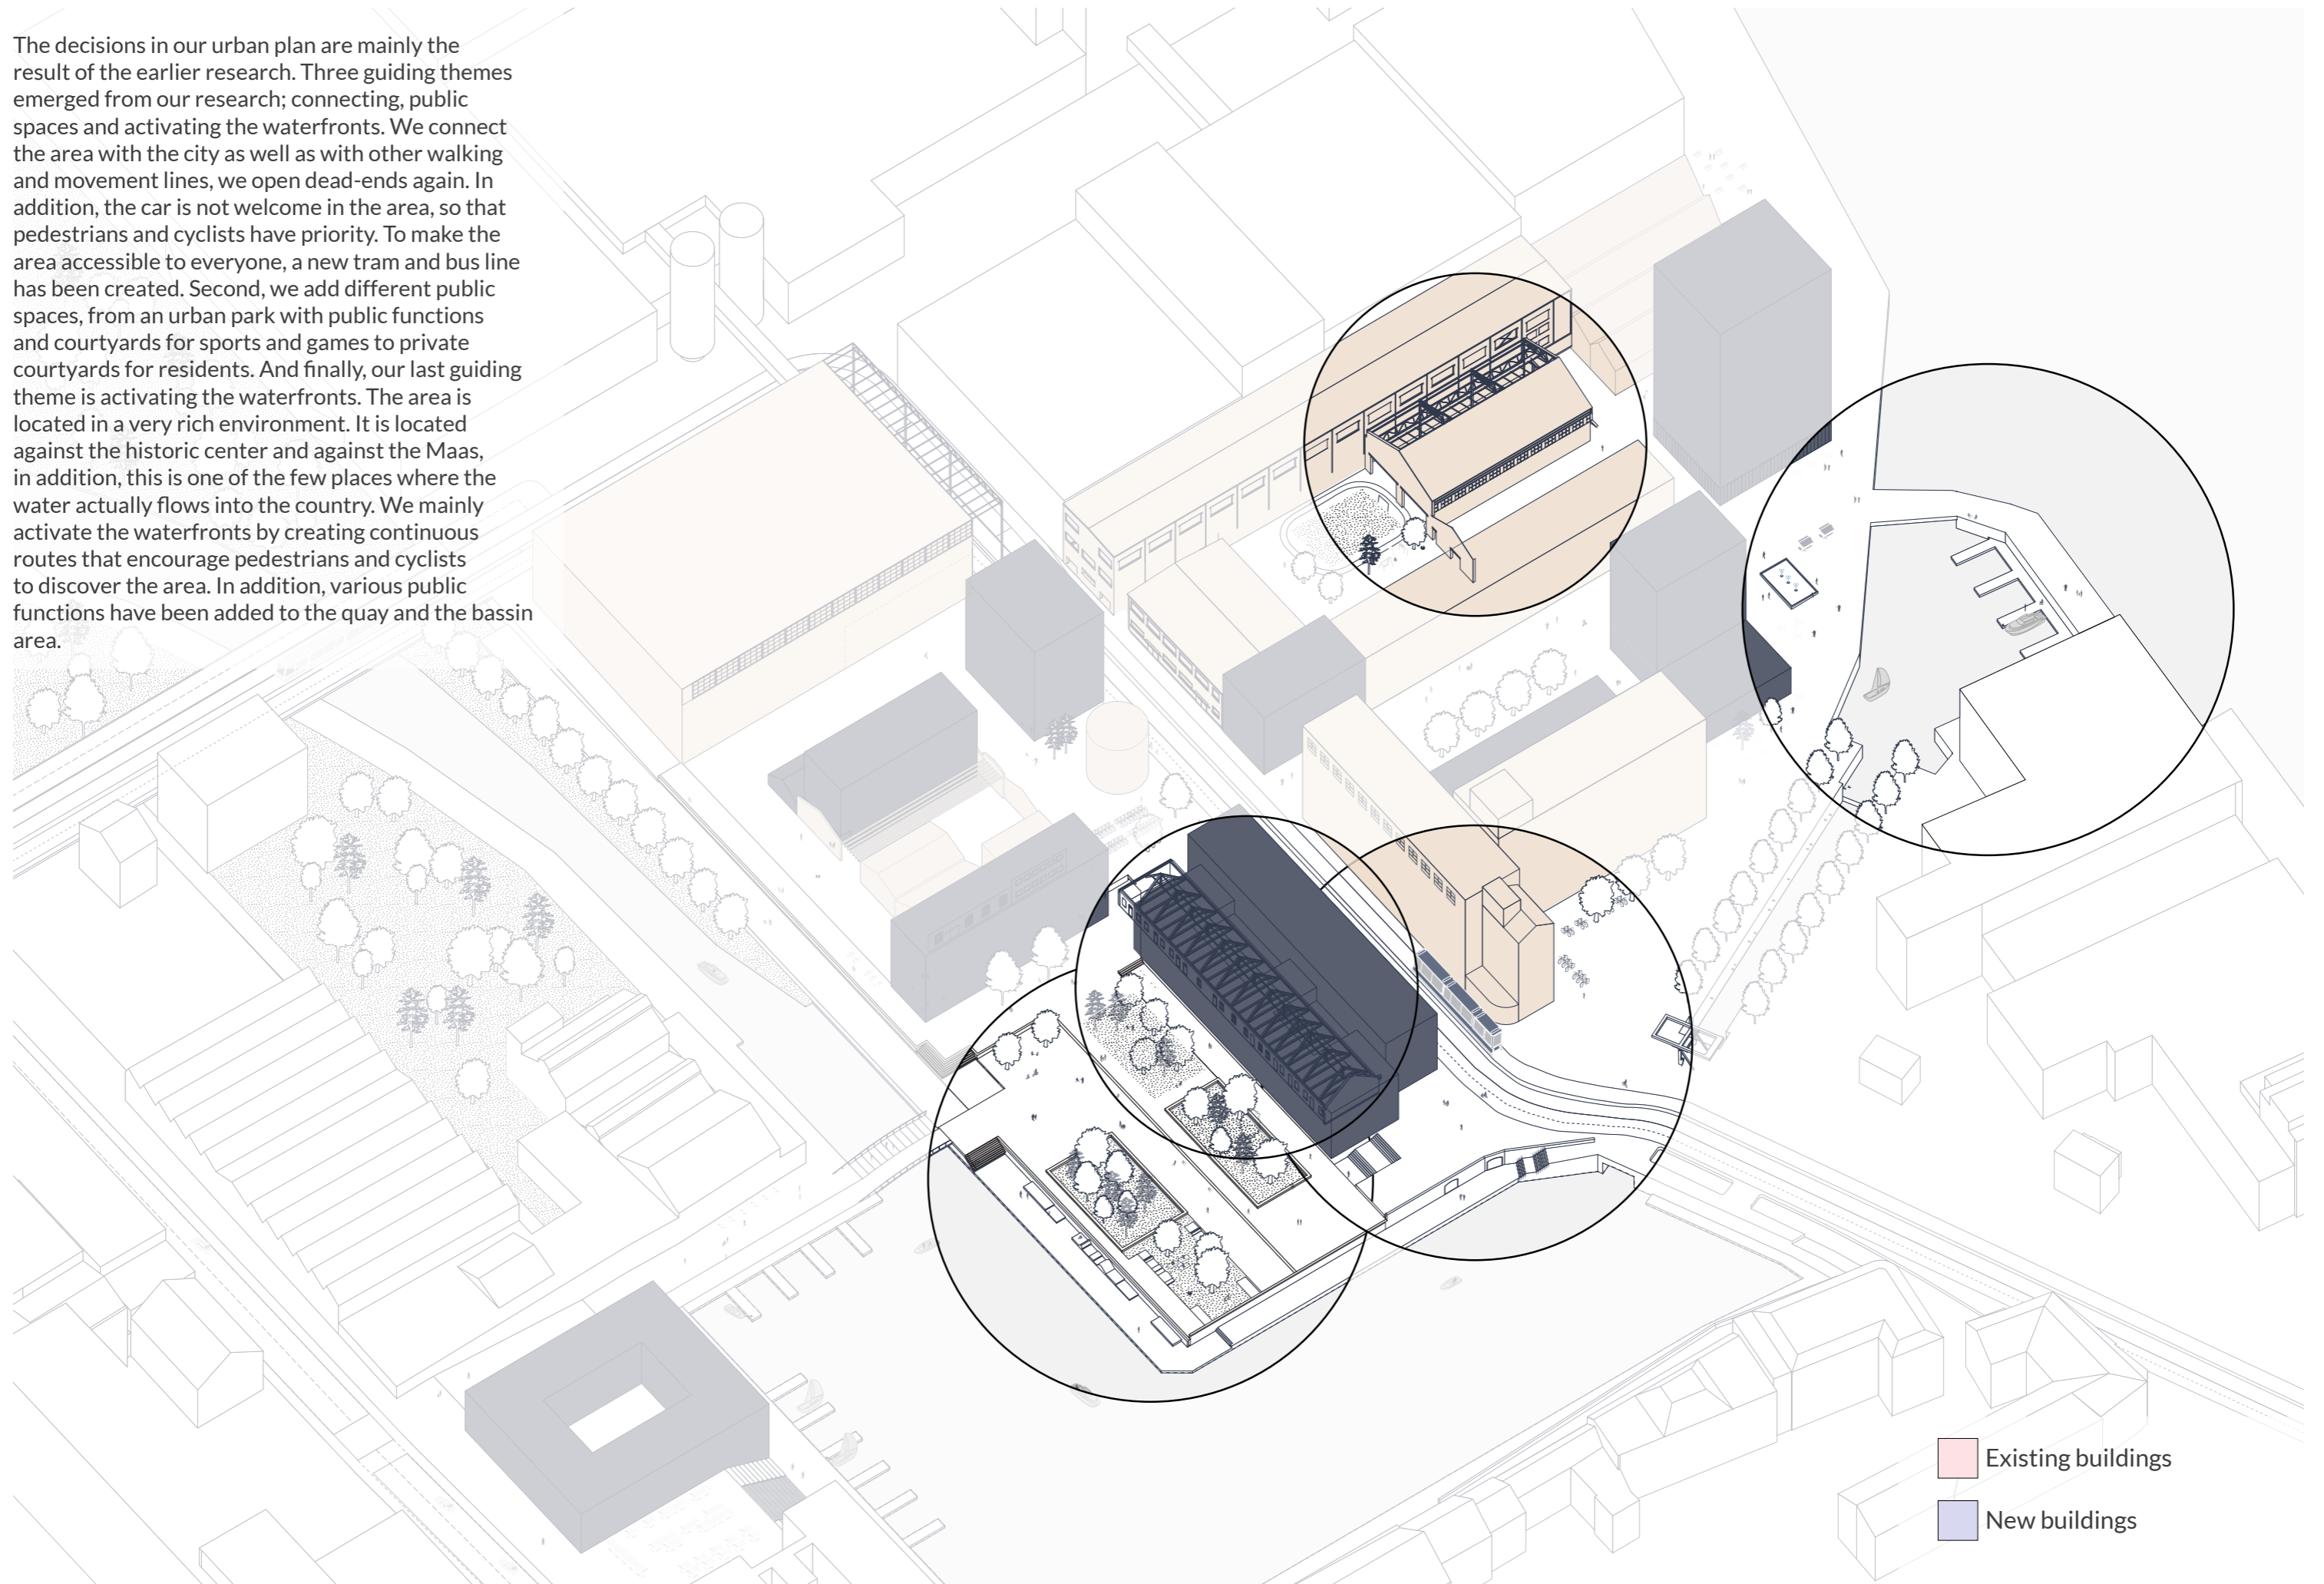 The decisions in our urban plan are mainly the
result of the earlier research. Three guiding themes
emerged from our research; connecting, public
spaces and activating the waterfronts. We connect
the area with the city as well as with other walking
and movement lines, we open dead-ends again. In
addition, the car is not welcome in the area, so that
pedestrians and cyclists have priority. To make the
area accessible to everyone, a new tram and bus line
has been created. Second, we add different public
spaces, from an urban park with public functions
and courtyards for sports and games to private
courtyards for residents. And finally, our last guiding
theme is activating the waterfronts. The area is
located in a very rich environment. It is located
against the historic center and against the Maas,
in addition, this is one of the few places where the
water actually flows into the country. We mainly
activate the waterfronts by creating continuous
routes that encourage pedestrians and cyclists
to discover the area. In addition, various public
functions have been added to the quay and the bassin
area.
Existing buildings
New buildings